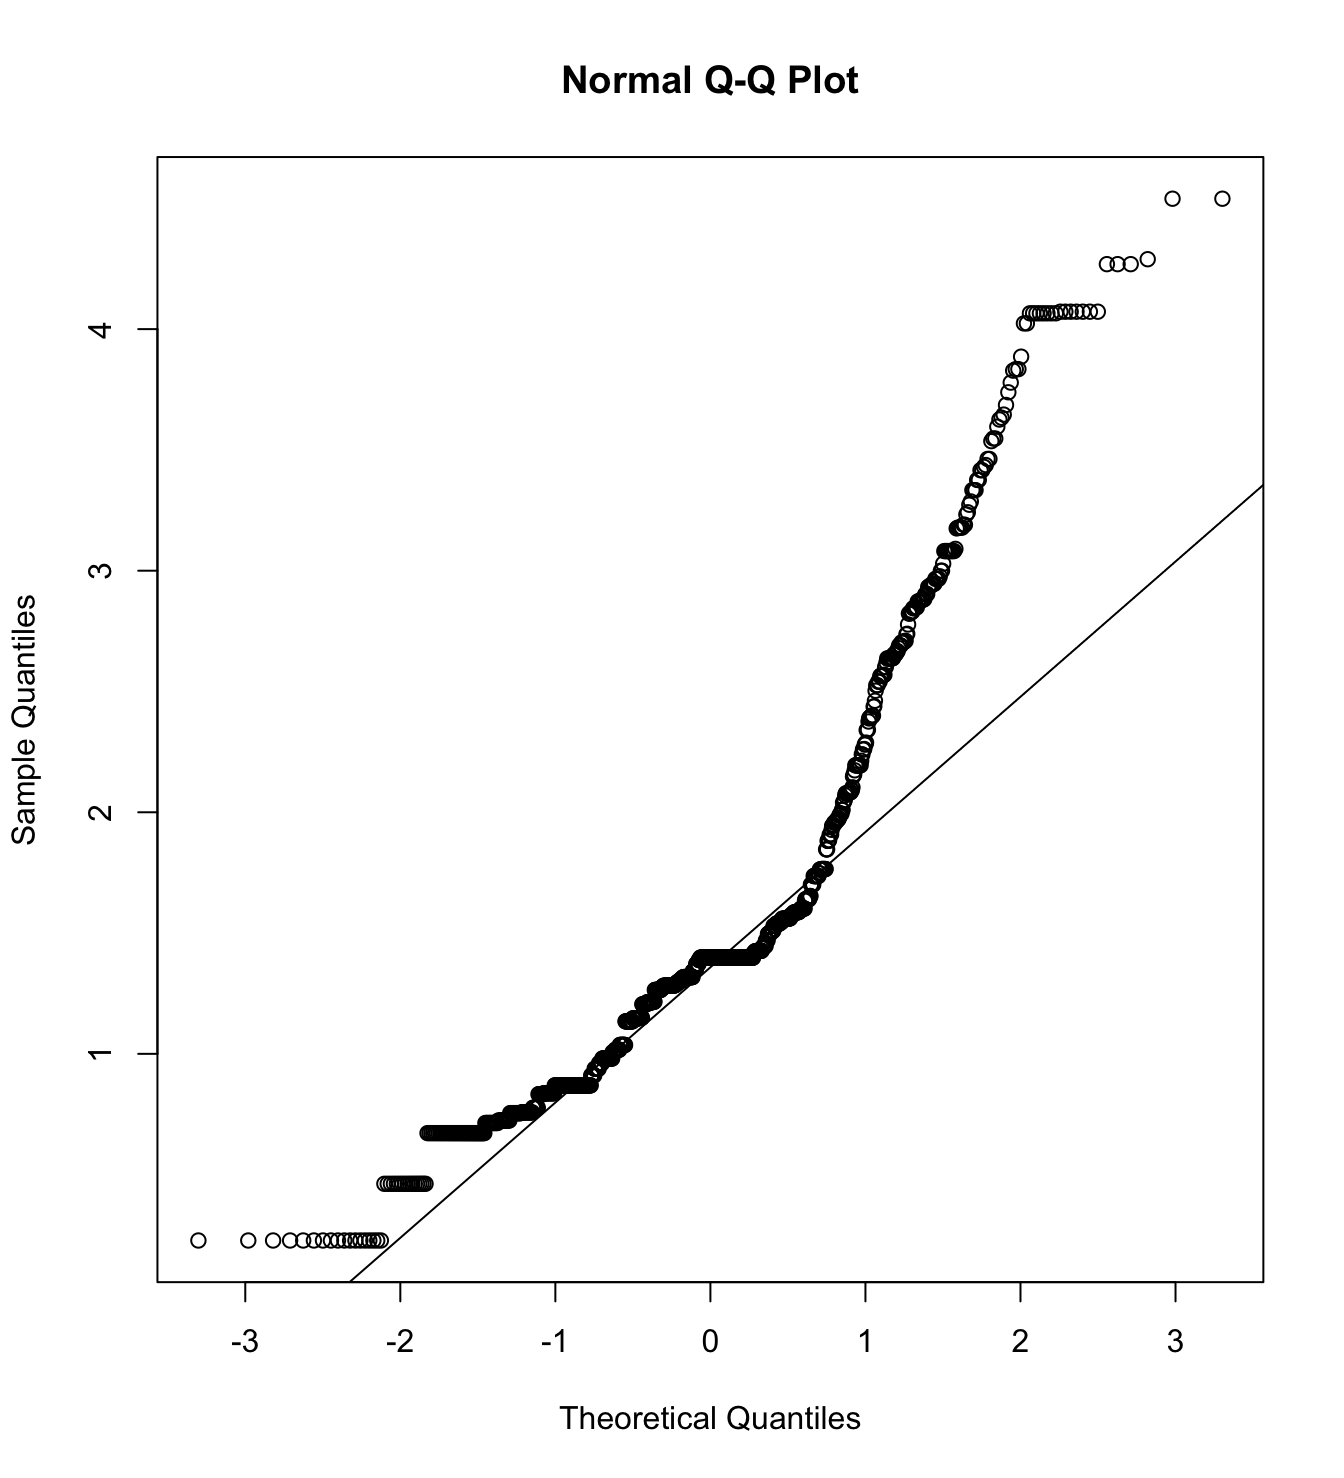 Normal Q-Q Plot
4
3
2
1
Sample Quantiles
-3 -2 -1 0 1 2 3
Theoretical Quantiles